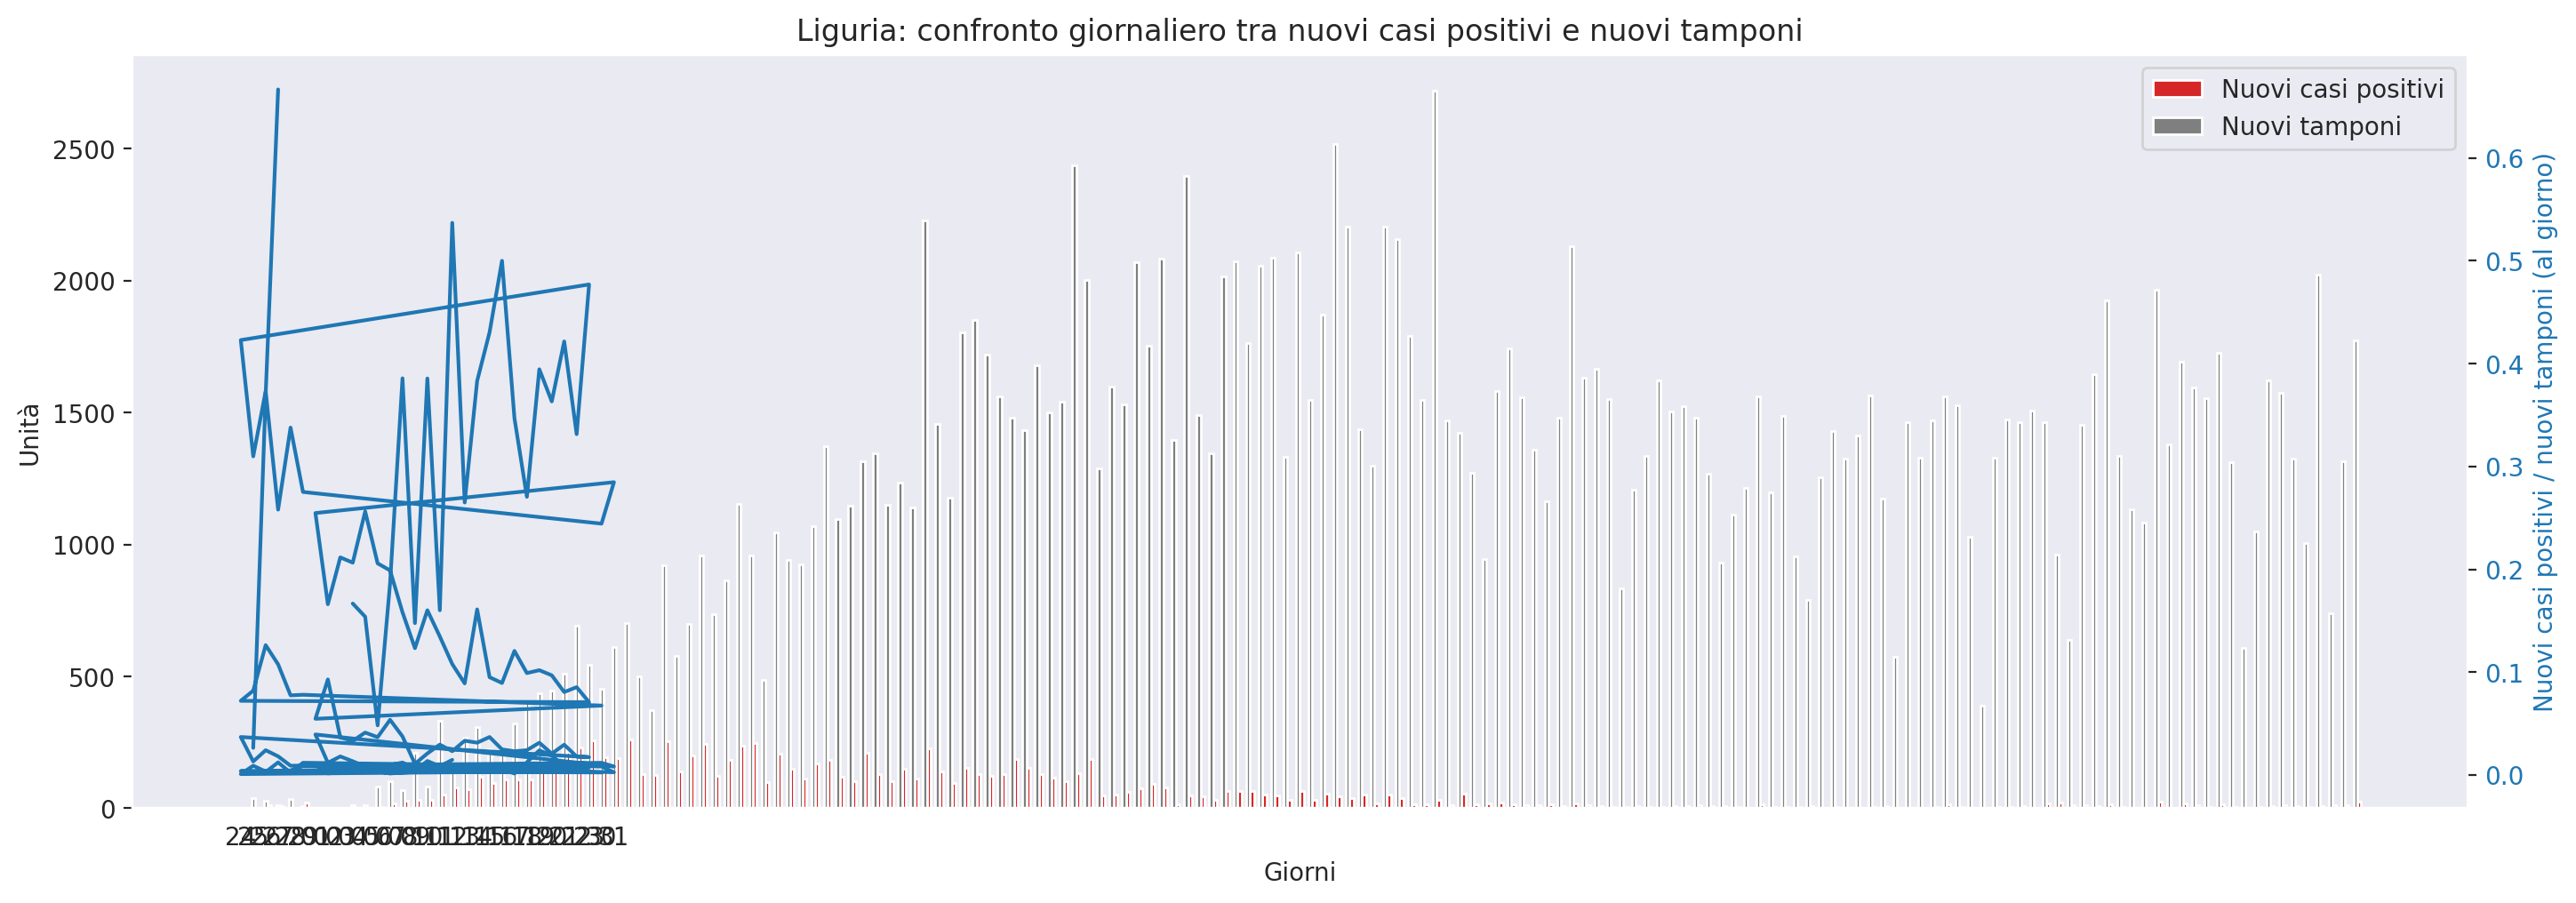 Liguria: confronto giornaliero tra nuovi casi positivi e nuovi tamponi
Nuovi casi positivi
Nuovi tamponi
2500
2000
1500
1000
500
0
Unità
0.6
0.5
0.4
0.3
0.2
0.1
0.0
Nuovi casi positivi / nuovi tamponi (al giorno)
Giorni